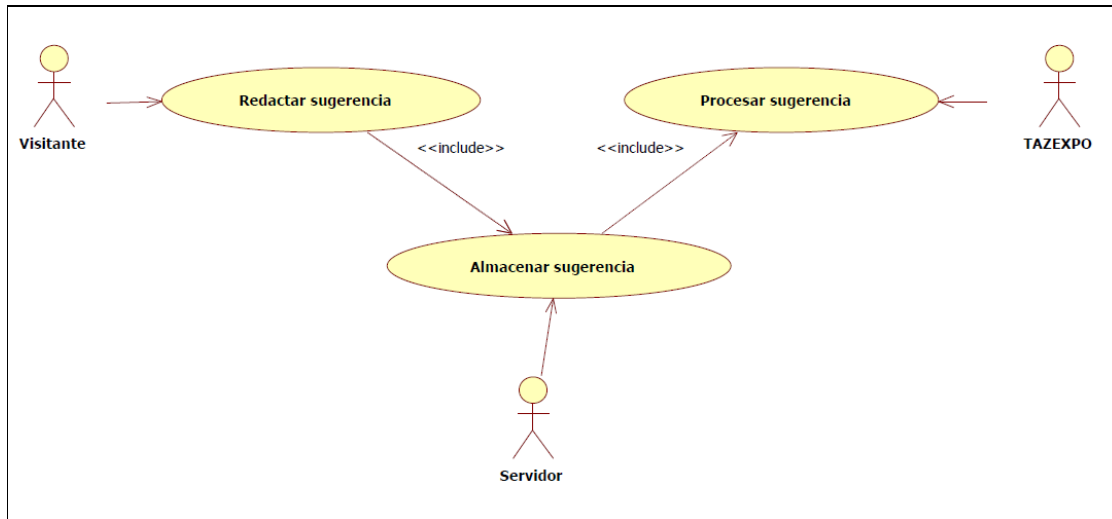 Redactar sugerencia
Procesar sugerencia
Visitante
TAZEXPO
<<include>>
<<include>>
Almacenar sugerencia
Servidor